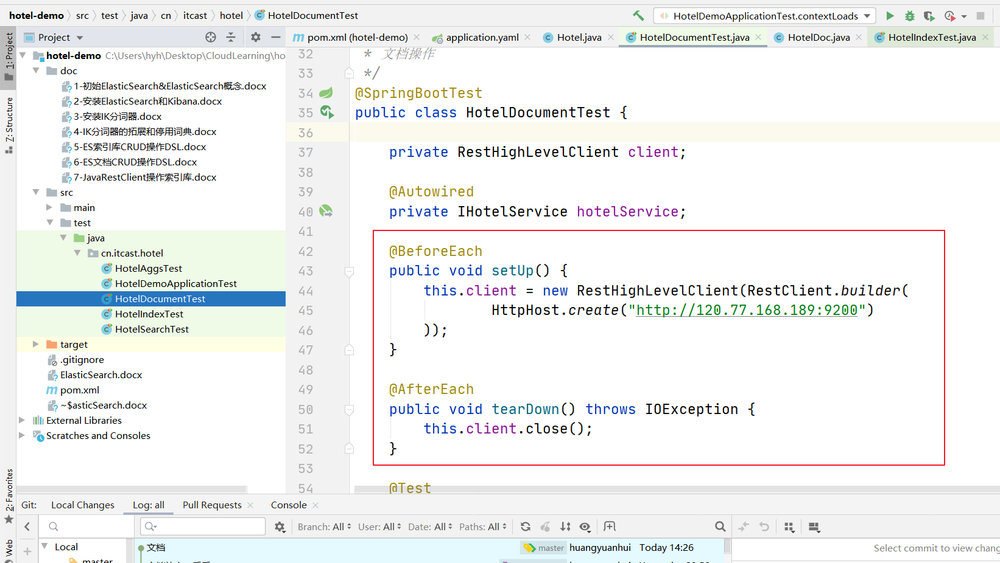 hotel-demo src test java cn itcast hotel HotelDocumentTest
HotelDemoApplicationTest.contextLoads
Project
pom.xml (hotel-demo)
application.yaml
Hotel.java
HotelDocumentTest.java
HotelDoc.java
HotelIndexTest.java
1: Project
7: Structure
2: Favorites
Web
hotel-demo C:\Users\hyh\Desktop\CloudLearning\ho
doc
1-初始ElasticSearch&ElasticSearch概念.docx
2-安装ElasticSearch和Kibana.docx
3-安装IK分词器.docx
4-IK分词器的拓展和停用词典.docx
5-ES索引库CRUD操作DSL.docx
6-ES文档CRUD操作DSL.docx
7-JavaRestClient操作索引库.docx
src
main
test
java
cn.itcast.hotel
HotelAggsTest
HotelDemoApplicationTest
HotelDocumentTest
HotelIndexTest
HotelSearchTest
target
.gitignore
ElasticSearch.docx
pom.xml
~$asticSearch.docx
External Libraries
Scratches and Consoles
32 * 文档操作
33 */
34 @SpringBootTest
35 public class HotelDocumentTest {
36
37 private RestHighLevelClient client;
38
39 @Autowired
40 private IHotelService hotelService;
41
42 @BeforeEach
43 public void setUp() {
44 this.client = new RestHighLevelClient(RestClient.builder(
45 HttpHost.create("http://120.77.168.189:9200")
46 ));
47 }
48
49 @AfterEach
50 public void tearDown() throws IOException {
51 this.client.close();
52 }
53
54 @Test
Git: Local Changes Log: all Pull Requests Console
Branch: All User: All Date: All Paths: All
Local
master
文档 master huangyuanhui Today 14:26
Select commit to view chang